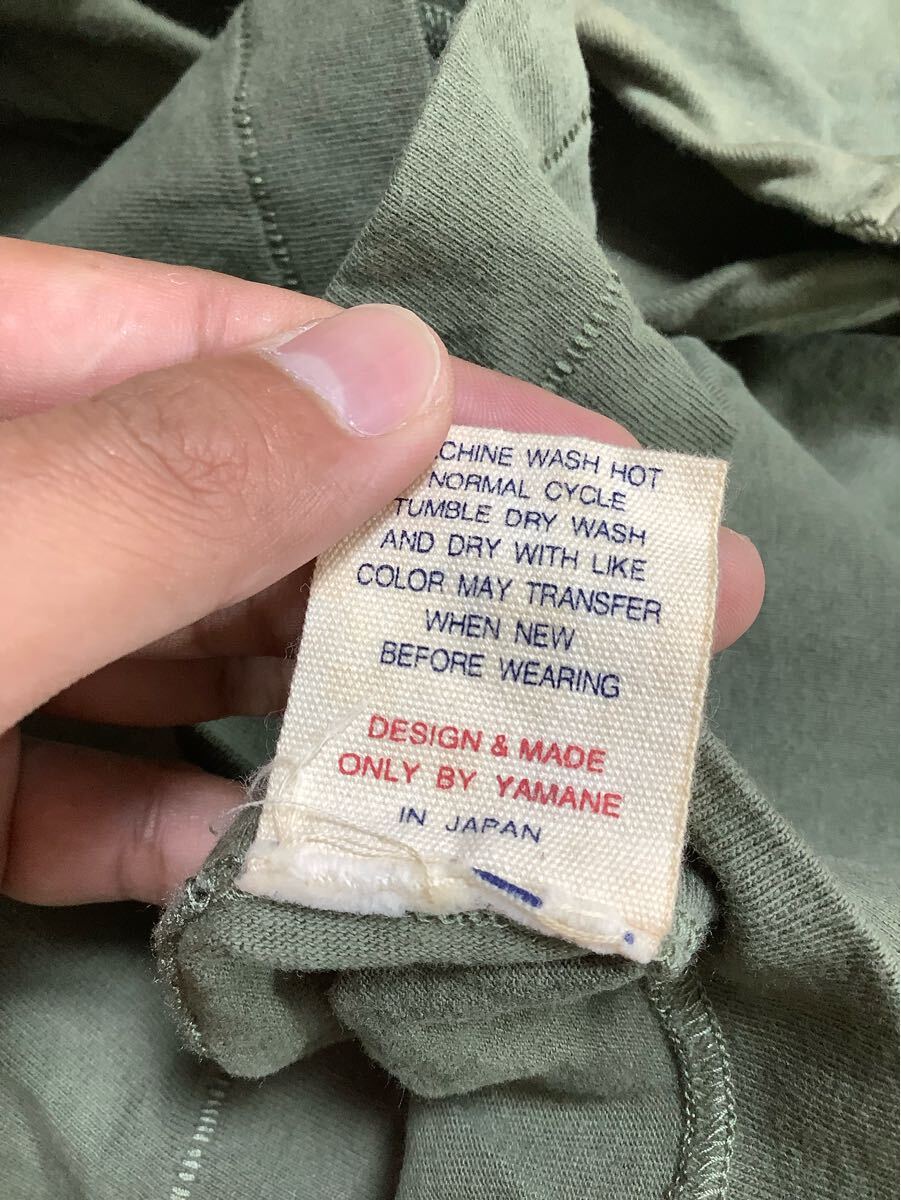 CHINE WASH HOT
NORMAL CYCLE
TUMBLE DRY WASH
AND DRY WITH LIKE
COLOR MAY TRANSFER
WHEN NEW
BEFORE WEARING
DESIGN & MADE
ONLY BY YAMANE
IN JAPAN